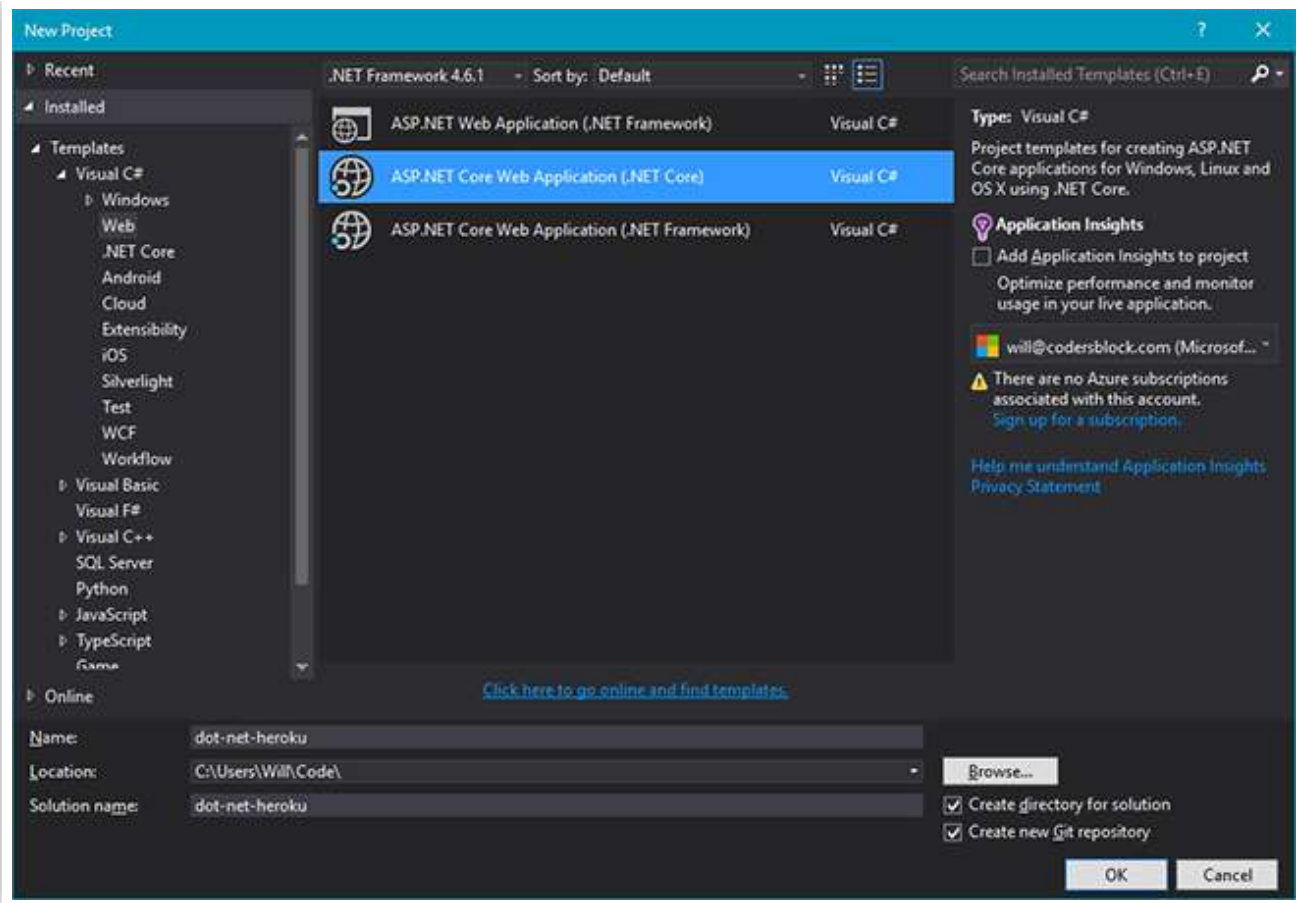 New Project ? ×
Recent
.NET Framework 4.6.1 Sort by: Default
Search Installed Templates (Ctrl+E)
Installed
Templates
Visual C#
Windows
Web
.NET Core
Android
Cloud
Extensibility
iOS
Silverlight
Test
WCF
Workflow
Visual Basic
Visual F#
Visual C++
SQL Server
Python
JavaScript
TypeScript
Game
Online
ASP.NET Web Application (.NET Framework) Visual C#
ASP.NET Core Web Application (.NET Core) Visual C#
ASP.NET Core Web Application (.NET Framework) Visual C#
Click here to go online and find templates.
Type: Visual C#
Project templates for creating ASP.NET
Core applications for Windows, Linux and
OS X using .NET Core.
Application Insights
Add Application Insights to project
Optimize performance and monitor
usage in your live application.
will@codersblock.com (Microsof...
There are no Azure subscriptions
associated with this account.
Sign up for a subscription.
Help me understand Application Insights
Privacy Statement
Name: dot-net-heroku
Location: C:\Users\Will\Code\
Browse...
Solution name: dot-net-heroku
Create directory for solution
Create new Git repository
OK Cancel